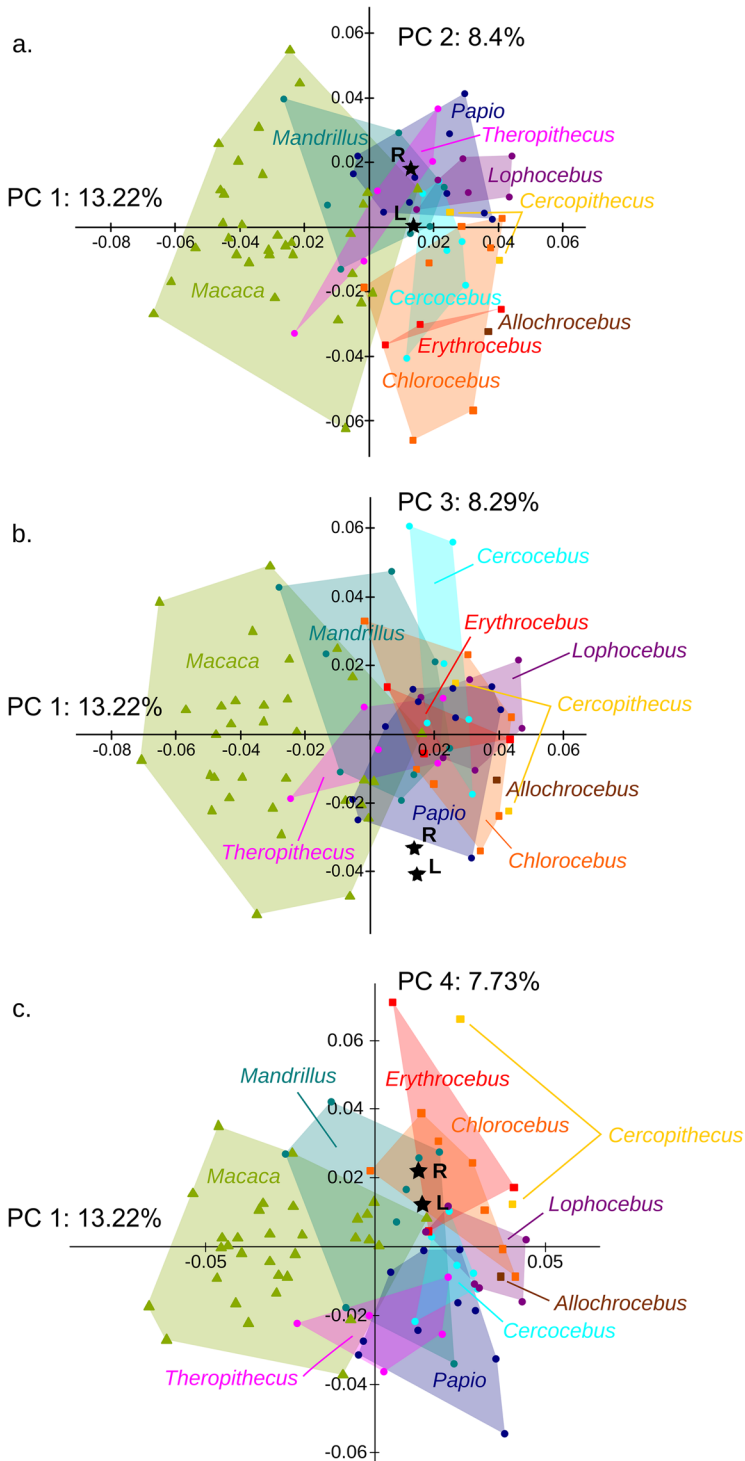 a.
PC 2: 8.4%
0.06
0.04
Papio
Mandrillus
Theropithecus
R
0.02
Lophocebus
PC 1: 13.22%
Cercopithecus
L
-0.08
-0.06
-0.04
-0.02
0.02
0.04
0.06
Macaca
-0.02
Cercocebus
Allochrocebus
-0.04
Erythrocebus
Chlorocebus
-0.06
b.
PC 3: 8.29%
0.06
Cercocebus
0.04
Erythrocebus
Mandrillus
Lophocebus
Macaca
0.02
PC 1: 13.22%
Cercopithecus
-0.08
-0.06
-0.04
-0.02
0.02
0.04
0.06
Allochrocebus
-0.02
Papio
R
Theropithecus
Chlorocebus
L
-0.04
c.
PC 4: 7.73%
0.06
Mandrillus
Erythrocebus
0.04
Chlorocebus
Cercopithecus
Macaca
0.02
R
L
Lophocebus
PC 1: 13.22%
-0.05
0.05
Allochrocebus
-0.02
Cercocebus
Theropithecus
-0.04
Papio
-0.06